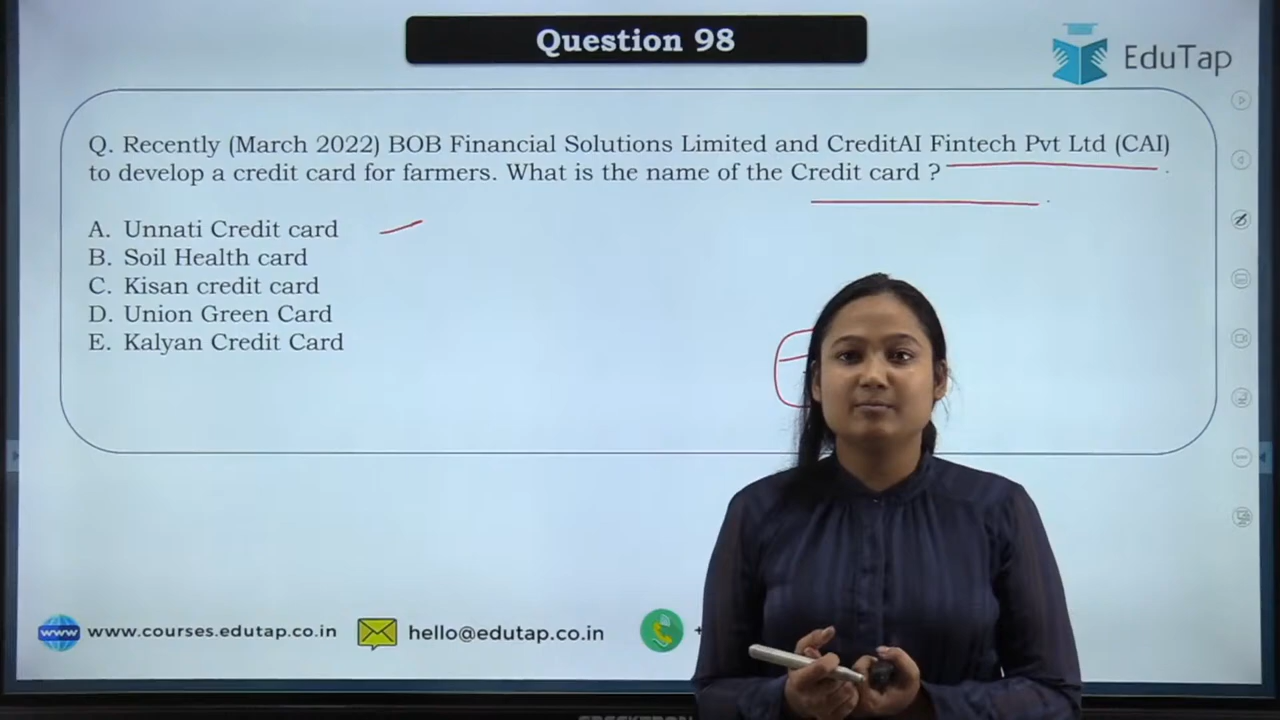 Question 98
EduTap
Q. Recently (March 2022) BOB Financial Solutions Limited and CreditAI Fintech Pvt Ltd (CAI)
to develop a credit card for farmers. What is the name of the Credit card ?
A. Unnati Credit card
B. Soil Health card
C. Kisan credit card
D. Union Green Card
E. Kalyan Credit Card
www www.courses.edutap.co.in
hello@edutap.co.in
+